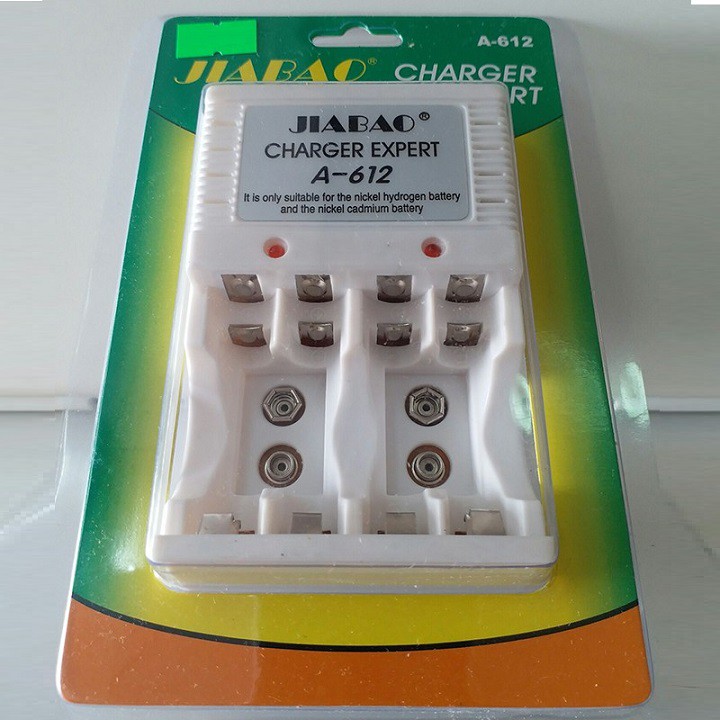 A-612
JIABAO® CHARGER
RT
JIABAO®
CHARGER EXPERT
A-612
It is only suitable for the nickel hydrogen battery
and the nickel cadmium battery